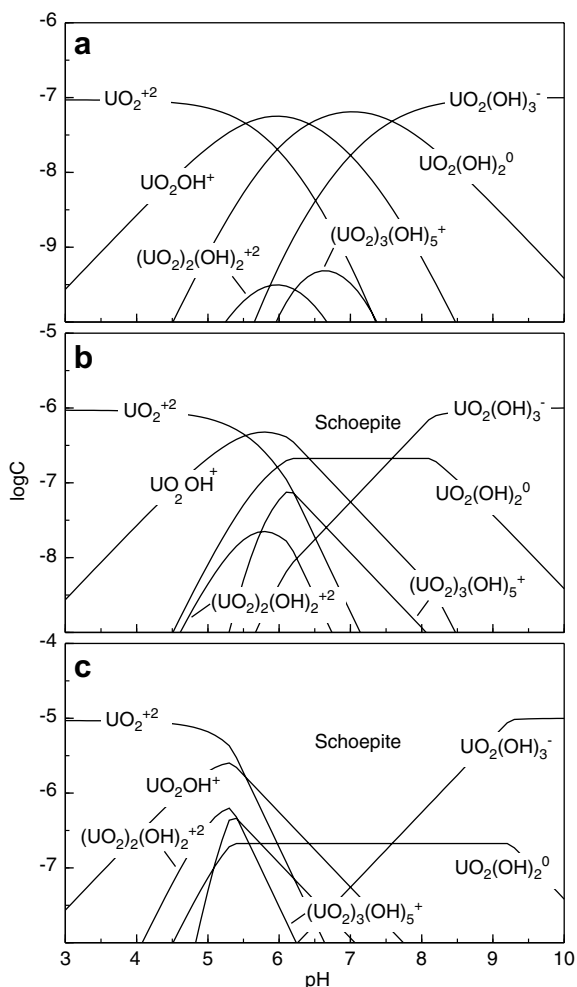 -6
a
-7
UO₂⁺² UO₂(OH)₃⁻
-8
UO₂(OH)₂⁰
UO₂OH⁺
(UO₂)₃(OH)₅⁺
-9
(UO₂)₂(OH)₂⁺²
-5
b
-6
UO₂⁺² UO₂(OH)₃⁻
Schoepite
logC
-7
UO₂OH⁺ UO₂(OH)₂⁰
-8
(UO₂)₂(OH)₂⁺² (UO₂)₃(OH)₅⁺
-4
c
-5
UO₂⁺²
Schoepite UO₂(OH)₃⁻
-6
UO₂OH⁺
(UO₂)₂(OH)₂⁺²
-7
UO₂(OH)₂⁰
(UO₂)₃(OH)₅⁺
3 4 5 6 7 8 9 10
pH